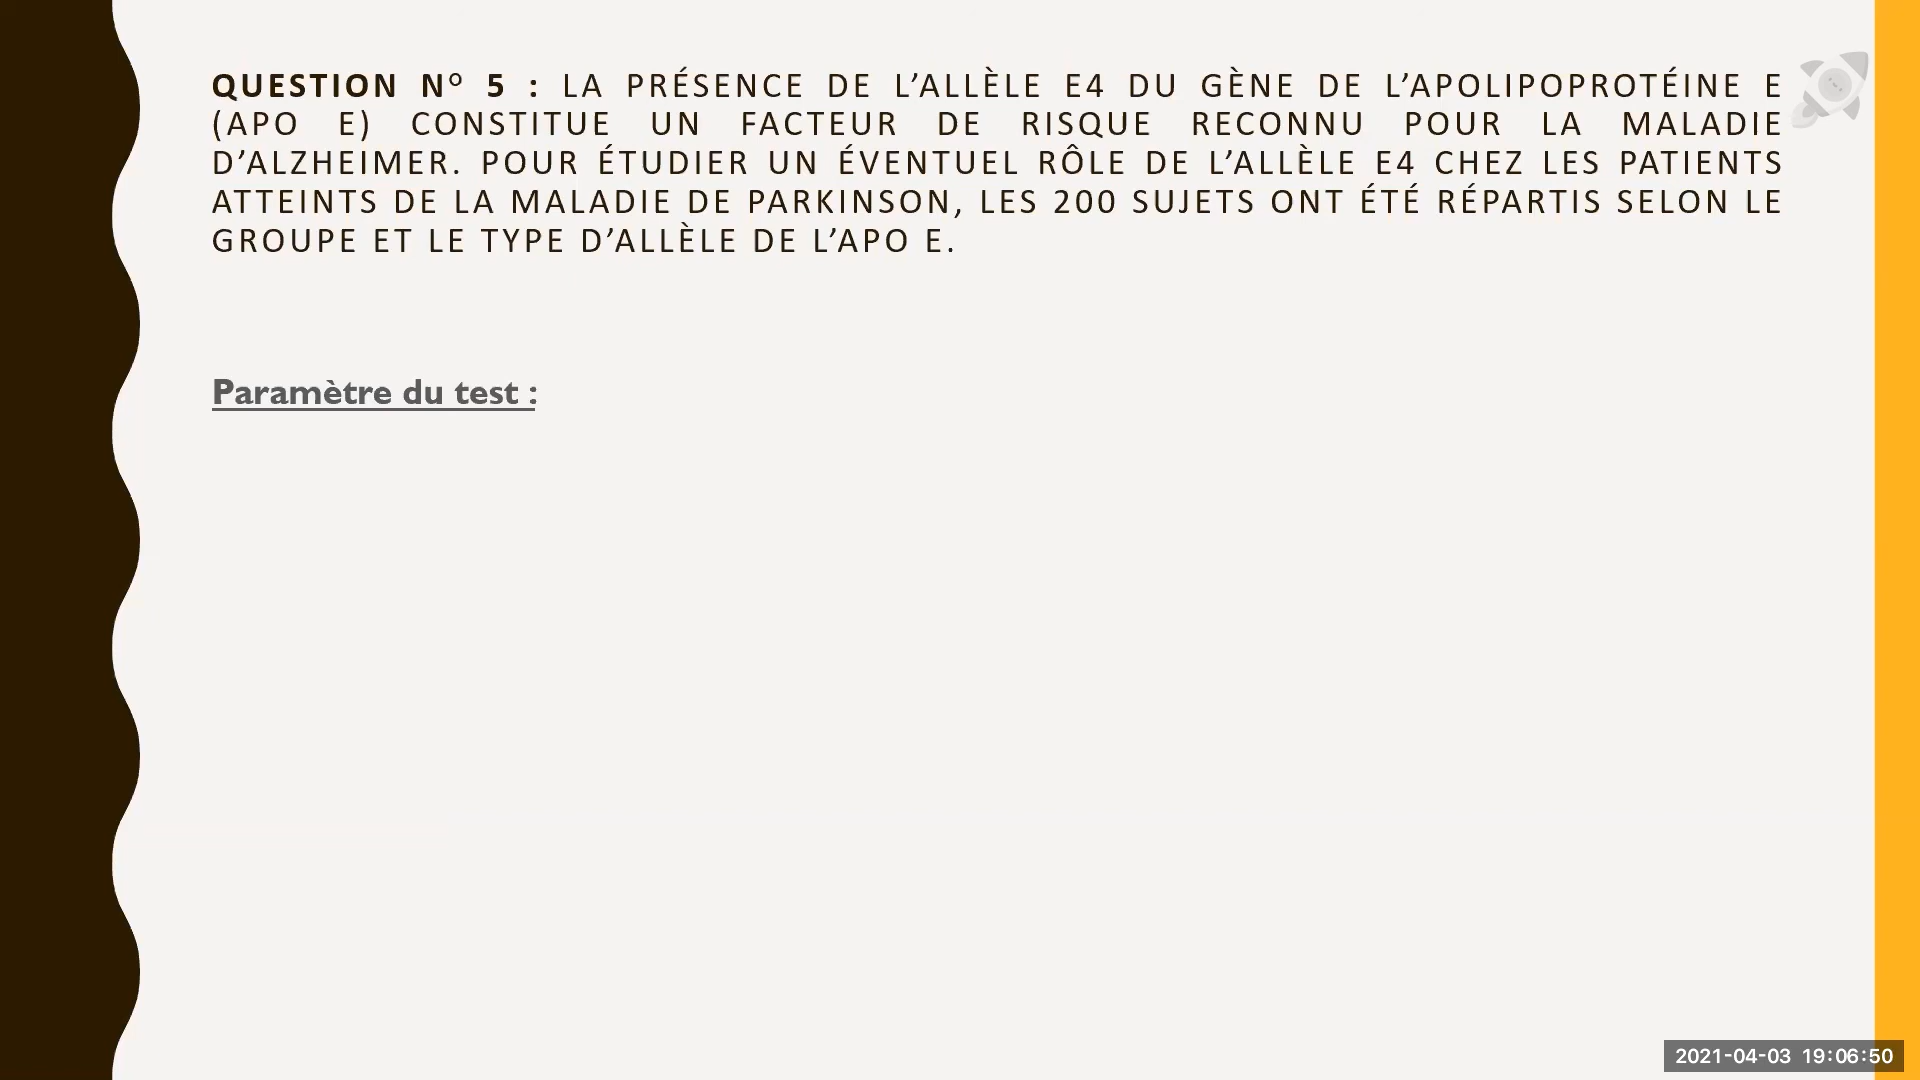 QUESTION Nº 5 : LA PRÉSENCE DE L’ALLÈLE E4 DU GÈNE DE L’APOLIPOPROTÉINE E
(APO E) CONSTITUE UN FACTEUR DE RISQUE RECONNU POUR LA MALADIE
D’ALZHEIMER. POUR ÉTUDIER UN ÉVENTUEL RÔLE DE L’ALLÈLE E4 CHEZ LES PATIENTS
ATTEINTS DE LA MALADIE DE PARKINSON, LES 200 SUJETS ONT ÉTÉ RÉPARTIS SELON LE
GROUPE ET LE TYPE D’ALLÈLE DE L’APO E.
Paramètre du test :
2021-04-03 19:06:50